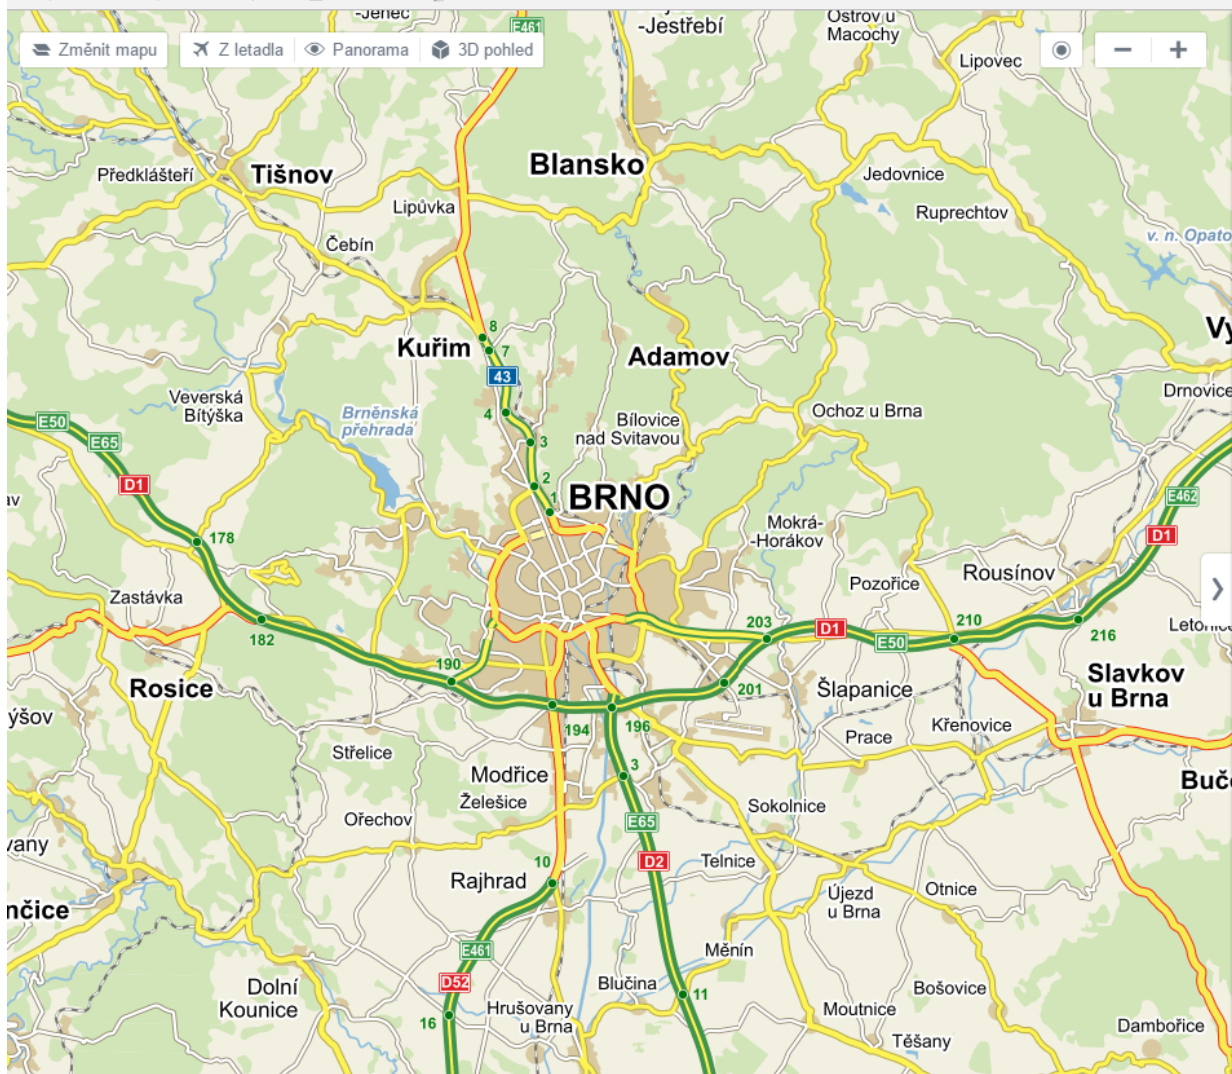 -Jeneč
E461
-Jestřebí
Ostrov u
Macochy
Změnit mapu
Z letadla
Panorama
3D pohled
Lipovec
Tišnov
Předklášteří
Blansko
Jedovnice
Lipůvka
Ruprechtov
Čebín
v. n. Opato
8
Vy
Kuřim
7
Adamov
43
Drnovice
Veverská
Bítýška
Brněnská
přehrada
4
Ochoz u Brna
E50
Bílovice
nad Svitavou
E65
3
D1
2
BRNO
E462
av
1
Mokrá-
-Horákov
D1
178
Rousínov
Pozořice
Zastávka
182
203
D1
210
E50
216
Letonice
190
Rosice
201
Šlapanice
Slavkov
u Brna
ýšov
194
196
Křenovice
Střelice
Prace
Modřice
3
Buč
Želešice
Sokolnice
Ořechov
E65
vany
10
D2
Telnice
Rajhrad
Újezd
u Brna
Otnice
nčice
E461
Měnín
D52
Dolní
Kounice
Blučina
11
Bošovice
16
Hrušovany
u Brna
Moutnice
Těšany
Dambořice